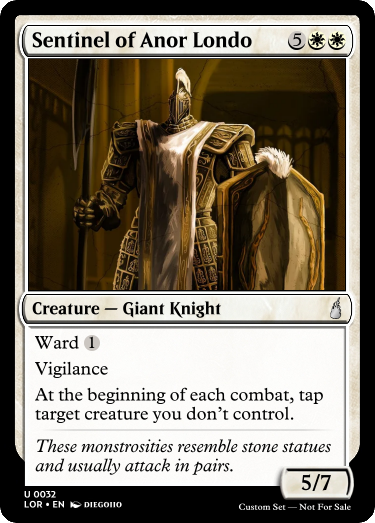 Sentinel of Anor Londo 5
Creature — Giant Knight
Ward 1
Vigilance
At the beginning of each combat, tap
target creature you don't control.
These monstrosities resemble stone statues
and usually attack in pairs.
5/7
U 0032
LOR • EN DIEGOIIO
Custom Set — Not For Sale